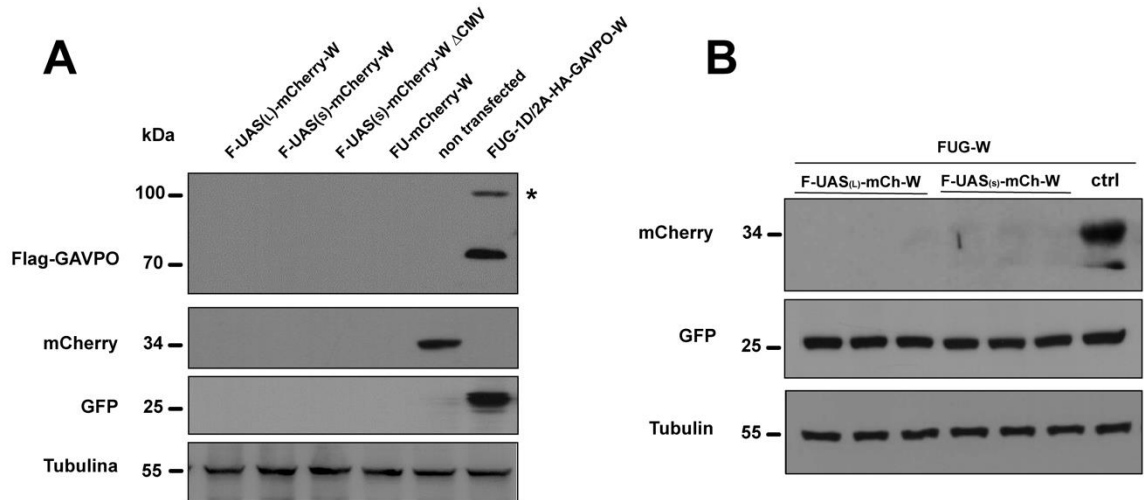 A
F-UAS(L)-mCherry-W
F-UAS(s)-mCherry-W
F-UAS(s)-mCherry-W ΔCMV
FU-mCherry-W
non transfected
FUG-1D/2A-HA-GAVPO-W
kDa
100
*
Flag-GAVPO
70
mCherry 34
GFP 25
Tubulina 55
B
FUG-W
F-UAS(L)-mCh-W F-UAS(s)-mCh-W ctrl
mCherry 34
GFP 25
Tubulin 55